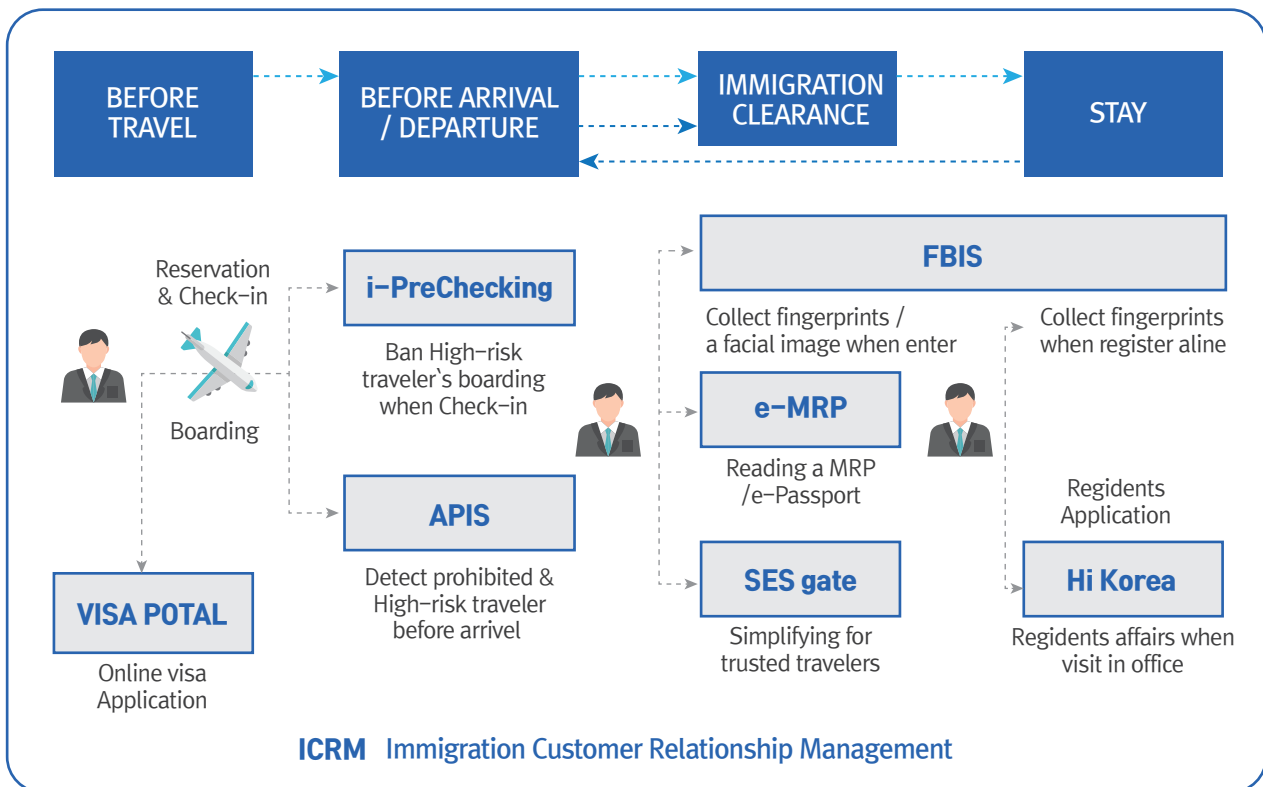 BEFORE
TRAVEL
BEFORE ARRIVAL
/ DEPARTURE
IMMIGRATION
CLEARANCE
STAY
Reservation
& Check-in
Boarding
VISA POTAL
Online visa
Application
i-PreChecking
Ban High-risk
traveler`s boarding
when Check-in
APIS
Detect prohibited &
High-risk traveler
before arrivel
FBIS
Collect fingerprints /
a facial image when enter
Collect fingerprints
when register aline
e-MRP
Reading a MRP
/e-Passport
SES gate
Simplifying for
trusted travelers
Regidents
Application
Hi Korea
Regidents affairs when
visit in office
ICRM Immigration Customer Relationship Management